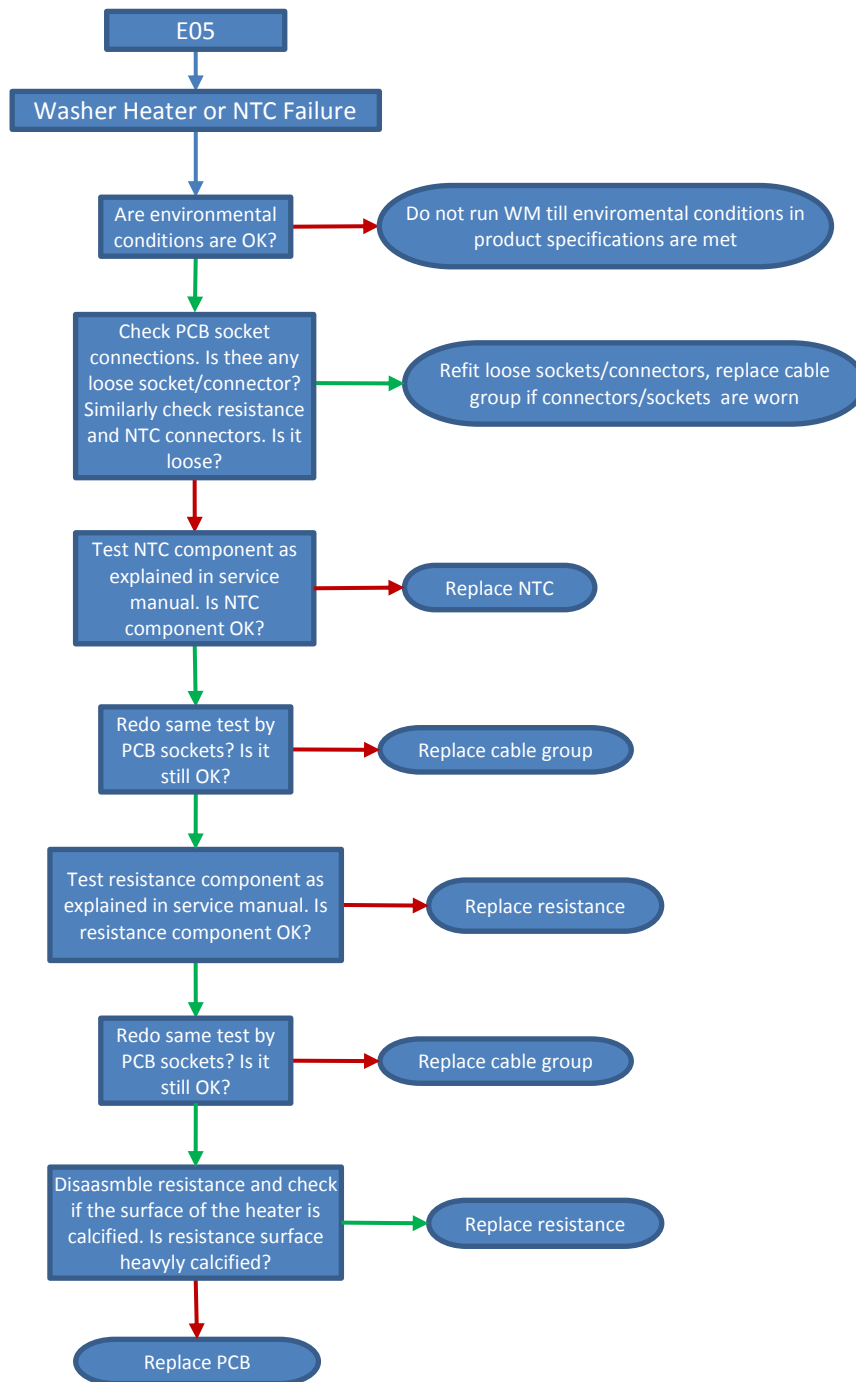 E05
Washer Heater or NTC Failure
Are environmental
conditions are OK?
Do not run WM till enviromental conditions in
product specifications are met
Check PCB socket
connections. Is thee any
loose socket/connector?
Similarly check resistance
and NTC connectors. Is it
loose?
Refit loose sockets/connectors, replace cable
group if connectors/sockets are worn
Test NTC component as
explained in service
manual. Is NTC
component OK?
Replace NTC
Redo same test by
PCB sockets? Is it
still OK?
Replace cable group
Test resistance component as
explained in service manual. Is
resistance component OK?
Replace resistance
Redo same test by
PCB sockets? Is it
still OK?
Replace cable group
Disaasmble resistance and check
if the surface of the heater is
calcified. Is resistance surface
heavyly calcified?
Replace resistance
Replace PCB